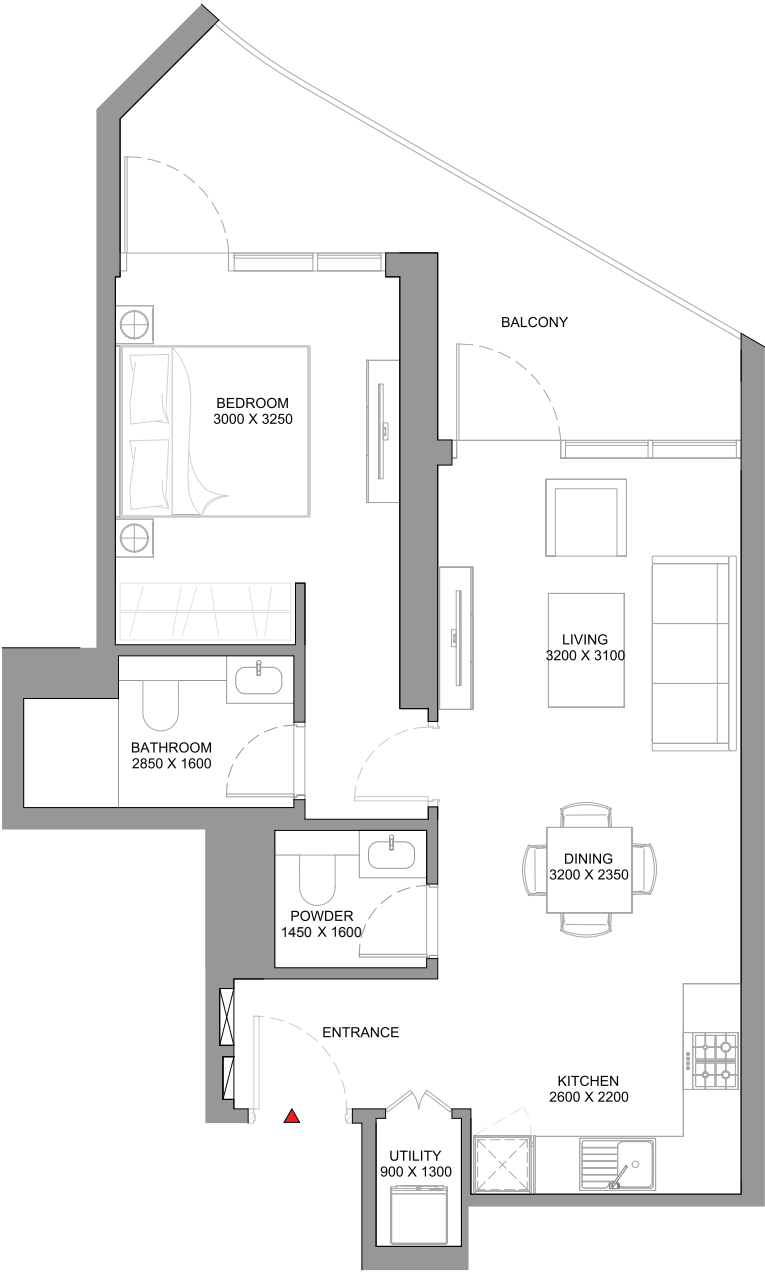 BALCONY
BEDROOM
3000 X 3250
LIVING
3200 X 3100
BATHROOM
2850 X 1600
DINING
3200 X 2350
POWDER
1450 X 1600
ENTRANCE
KITCHEN
2600 X 2200
UTILITY
900 X 1300